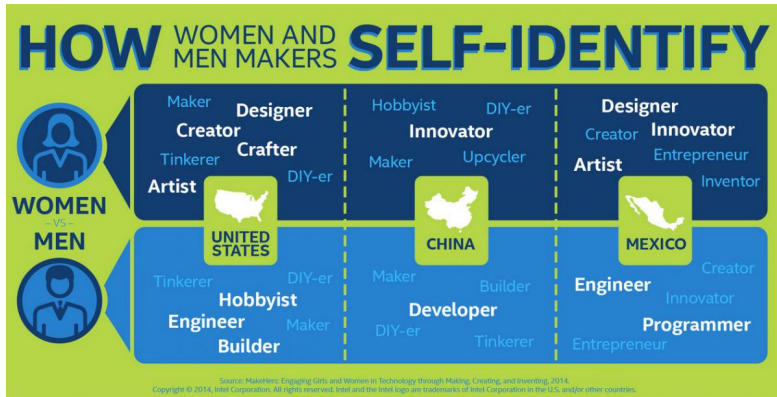 HOW WOMEN AND MEN MAKERS SELF-IDENTIFY
WOMEN
– VS –
MEN
Maker
Designer
Creator
Crafter
Tinkerer
DIY-er
Artist
UNITED STATES
Hobbyist
DIY-er
Innovator
Maker
Upcycler
CHINA
Designer
Creator
Innovator
Artist
Entrepreneur
Inventor
MEXICO
Tinkerer
DIY-er
Hobbyist
Engineer
Maker
Builder
Maker
Builder
Developer
DIY-er
Tinkerer
Creator
Engineer
Innovator
Programmer
Entrepreneur
Source: MakeHers: Engaging Girls and Women in Technology through Making, Creating, and Inventing, 2014.
Copyright © 2014, Intel Corporation. All rights reserved. Intel and the Intel logo are trademarks of Intel Corporation in the U.S. and/or other countries.